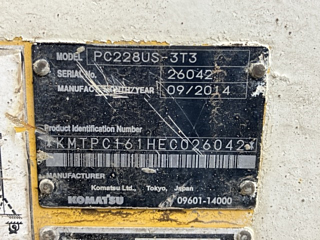 MODEL PC228US-3T3
SERIAL No. 26042
MANUFACT. MONTH/YEAR 09/2014
Product Identification Number
*KMTPC161HEC026042*
MANUFACTURER
Komatsu Ltd., Tokyo, Japan
KOMATSU 09601-14000